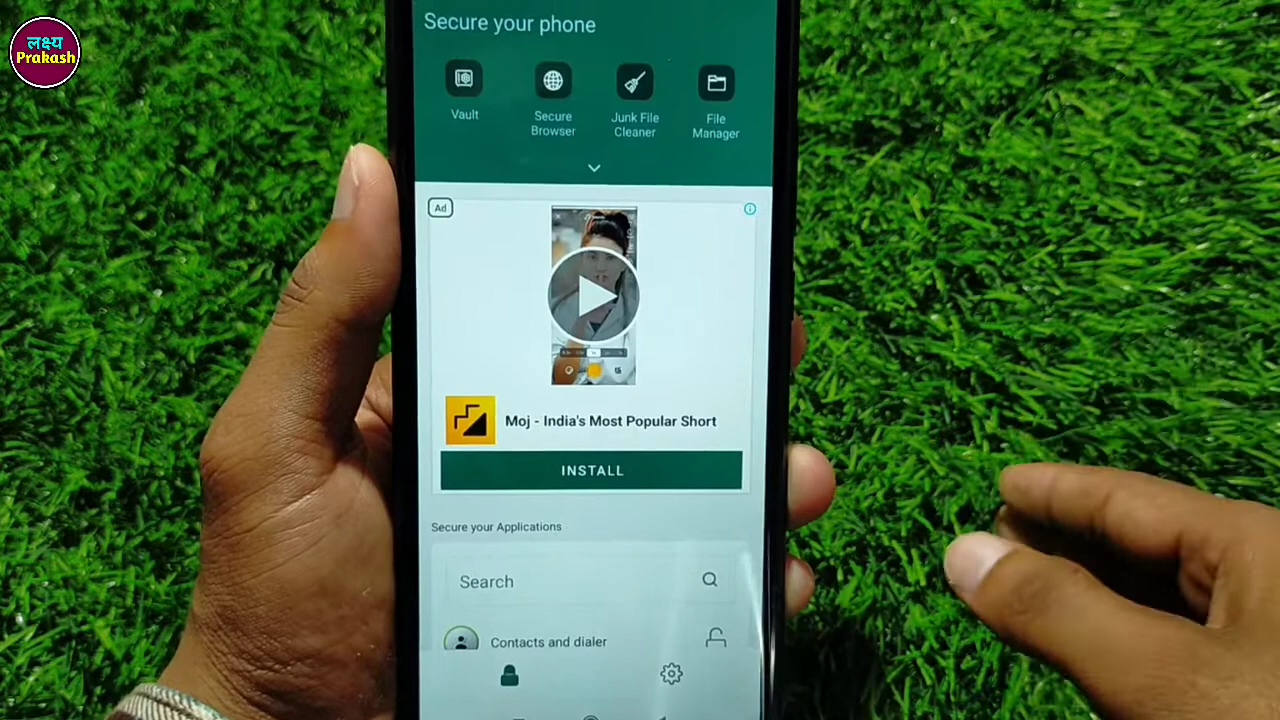 लक्ष्य
Prakash
Secure your phone
Vault
Secure
Browser
Junk File
Cleaner
File
Manager
Ad
Moj - India's Most Popular Short
INSTALL
Secure your Applications
Search
Contacts and dialer